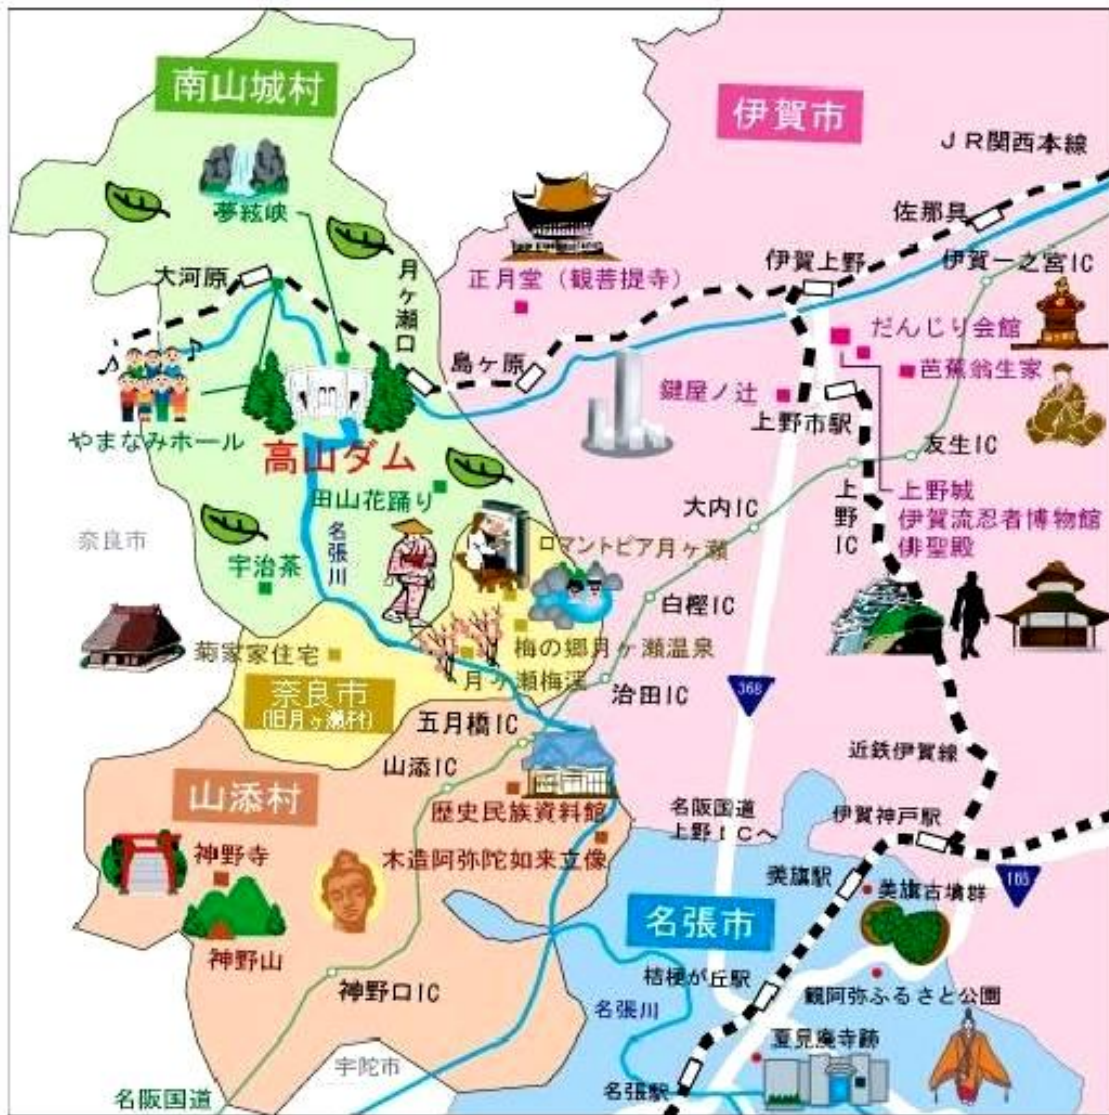 南山城村
伊賀市
JR関西本線
夢絃峡
佐那具
大河原
月ヶ瀬口
正月堂（観菩提寺）
伊賀上野
伊賀一之宮IC
だんじり会館
島ヶ原
鍵屋ノ辻
芭蕉翁生家
やまなみホール
高山ダム
上野市駅
友生IC
田山花踊り
大内IC
上野IC
上野城
伊賀流忍者博物館
俳聖殿
奈良市
名張川
宇治茶
ロマントピア月ヶ瀬
白樫IC
菊家家住宅
梅の郷月ヶ瀬温泉
月ヶ瀬梅渓
奈良市
(旧月ヶ瀬村)
治田IC
368
五月橋IC
山添IC
近鉄伊賀線
山添村
歴史民族資料館
名阪国道
上野ICへ
伊賀神戸駅
神野寺
木造阿弥陀如来立像
美旗駅
美旗古墳群
165
名張市
神野山
桔梗が丘駅
神野口IC
名張川
観阿弥ふるさと公園
夏見廃寺跡
宇陀市
名張駅
名阪国道